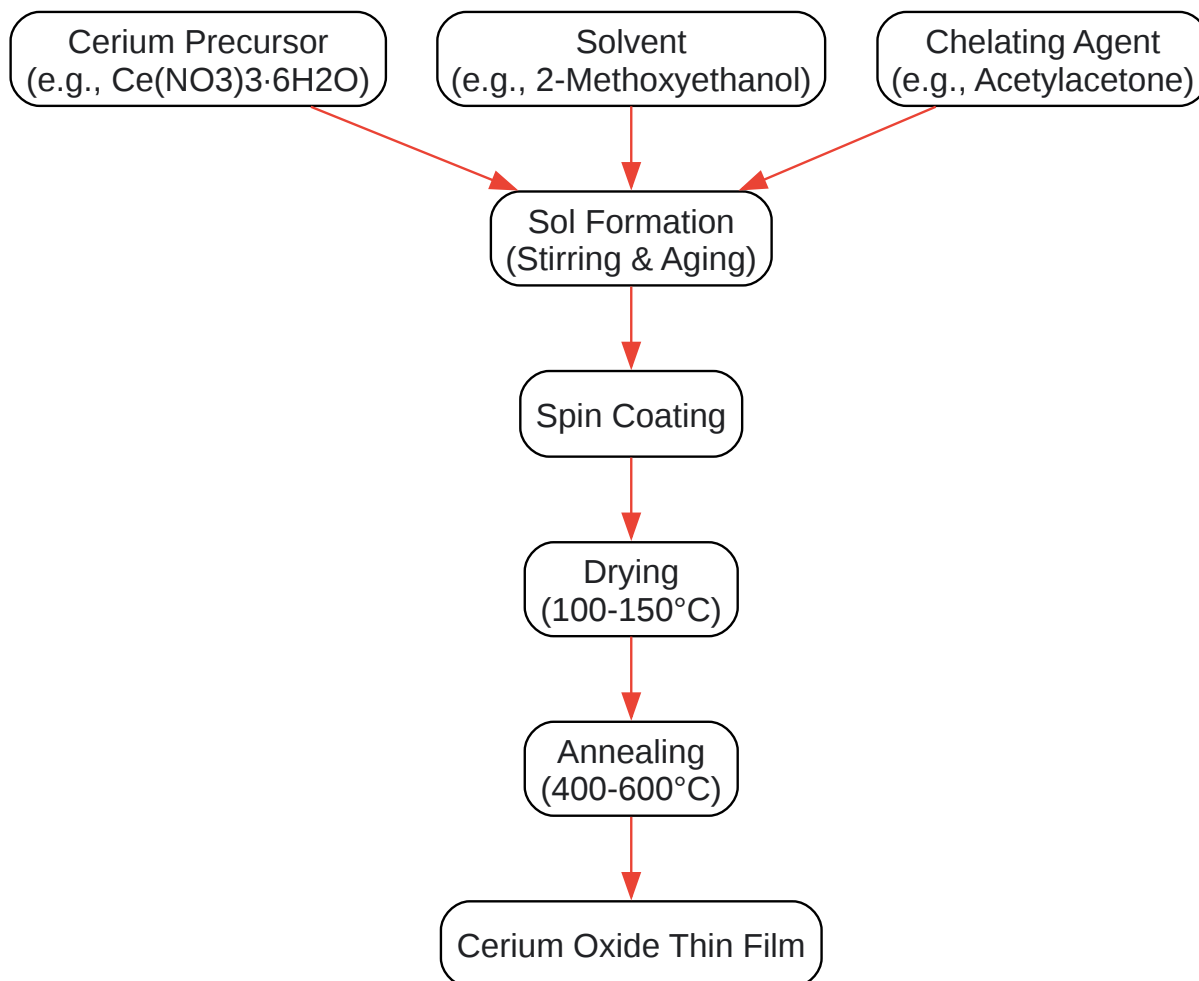 Cerium Precursor
(e.g., Ce(NO3)3·6H2O)
Solvent
(e.g., 2-Methoxyethanol)
Chelating Agent
(e.g., Acetylacetone)
Sol Formation
(Stirring & Aging)
Spin Coating
Drying
(100-150°C)
Annealing
(400-600°C)
Cerium Oxide Thin Film